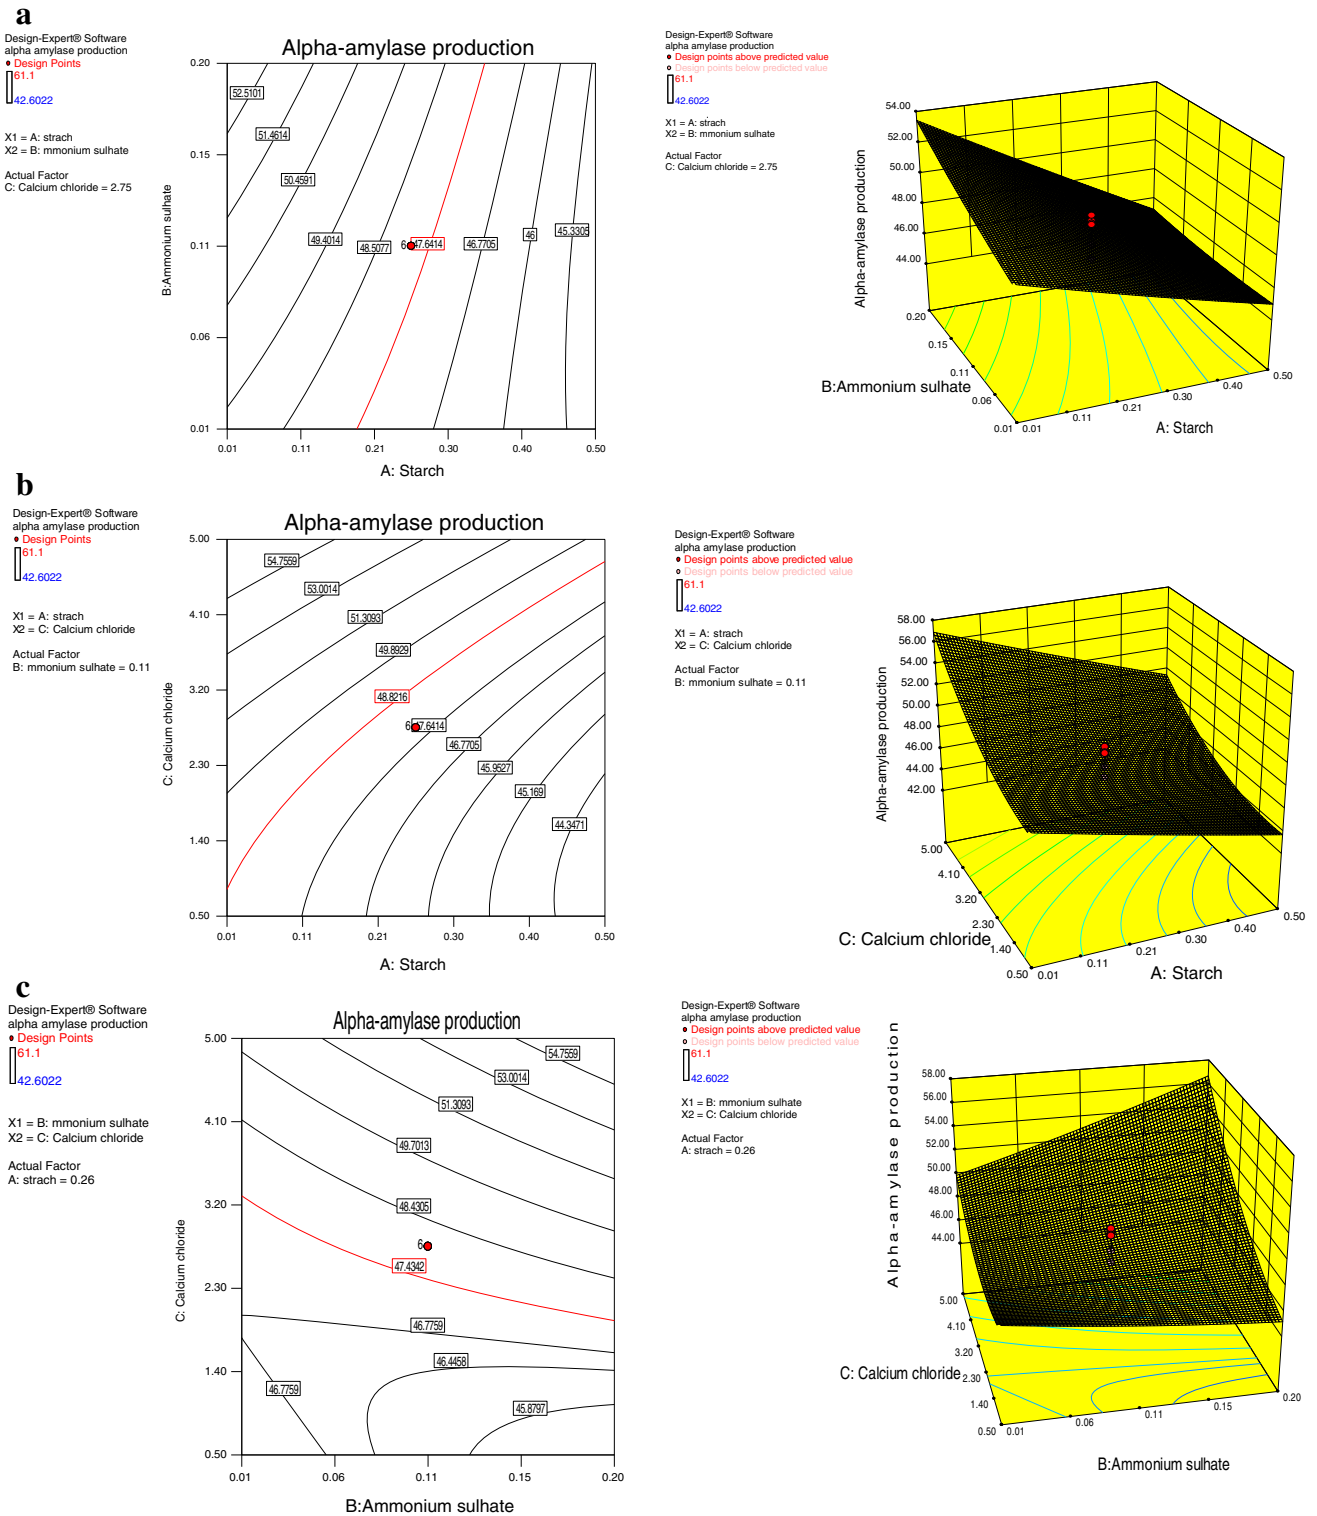 a
Design-Expert® Software
alpha amylase production
Design Points
61.1
42.6022
X1 = A: strach
X2 = B: mmonium sulfate
Actual Factor
C: Calcium chloride = 2.75
Alpha-amylase production
0.20
0.15
0.11
0.06
0.01
B:Ammonium sulhate
52.5101
51.4614
50.4591
49.4014
48.5077
6
47.6414
46.7705
46
45.3305
0.01
0.11
0.21
0.30
0.40
0.50
A: Starch
Design-Expert® Software
alpha amylase production
Design points above predicted value
Design points below predicted value
61.1
42.6022
X1 = A: strach
X2 = B: mmonium sulfate
Actual Factor
C: Calcium chloride = 2.75
54.00
52.00
50.00
48.00
46.00
44.00
Alpha-amylase production
0.20
0.15
0.11
0.06
0.01
B:Ammonium sulhate
0.01
0.11
0.21
0.30
0.40
0.50
A: Starch
b
Design-Expert® Software
alpha amylase production
Design Points
61.1
42.6022
X1 = A: strach
X2 = C: Calcium chloride
Actual Factor
B: mmonium sulfate = 0.11
Alpha-amylase production
5.00
4.10
3.20
2.30
1.40
0.50
C: Calcium chloride
54.7559
53.0014
51.3093
49.8929
48.8216
6
47.6414
46.7705
45.9527
45.169
44.3471
0.01
0.11
0.21
0.30
0.40
0.50
A: Starch
Design-Expert® Software
alpha amylase production
Design points above predicted value
Design points below predicted value
61.1
42.6022
X1 = A: strach
X2 = C: Calcium chloride
Actual Factor
B: mmonium sulfate = 0.11
58.00
56.00
54.00
52.00
50.00
48.00
46.00
44.00
42.00
Alpha-amylase production
5.00
4.10
3.20
2.30
1.40
0.50
C: Calcium chloride
0.01
0.11
0.21
0.30
0.40
0.50
A: Starch
c
Design-Expert® Software
alpha amylase production
Design Points
61.1
42.6022
X1 = B: mmonium sulfate
X2 = C: Calcium chloride
Actual Factor
A: strach = 0.26
Alpha-amylase production
5.00
4.10
3.20
2.30
1.40
0.50
C: Calcium chloride
54.7559
53.0014
51.3093
49.7013
48.4305
6
47.4342
46.7759
46.4458
46.7759
45.8797
0.01
0.06
0.11
0.15
0.20
B:Ammonium sulhate
Design-Expert® Software
alpha amylase production
Design points above predicted value
Design points below predicted value
61.1
42.6022
X1 = B: mmonium sulfate
X2 = C: Calcium chloride
Actual Factor
A: strach = 0.26
58.00
56.00
54.00
52.00
50.00
48.00
46.00
44.00
Alpha-amylase production
5.00
4.10
3.20
2.30
1.40
0.50
C: Calcium chloride
0.01
0.06
0.11
0.15
0.20
B:Ammonium sulhate